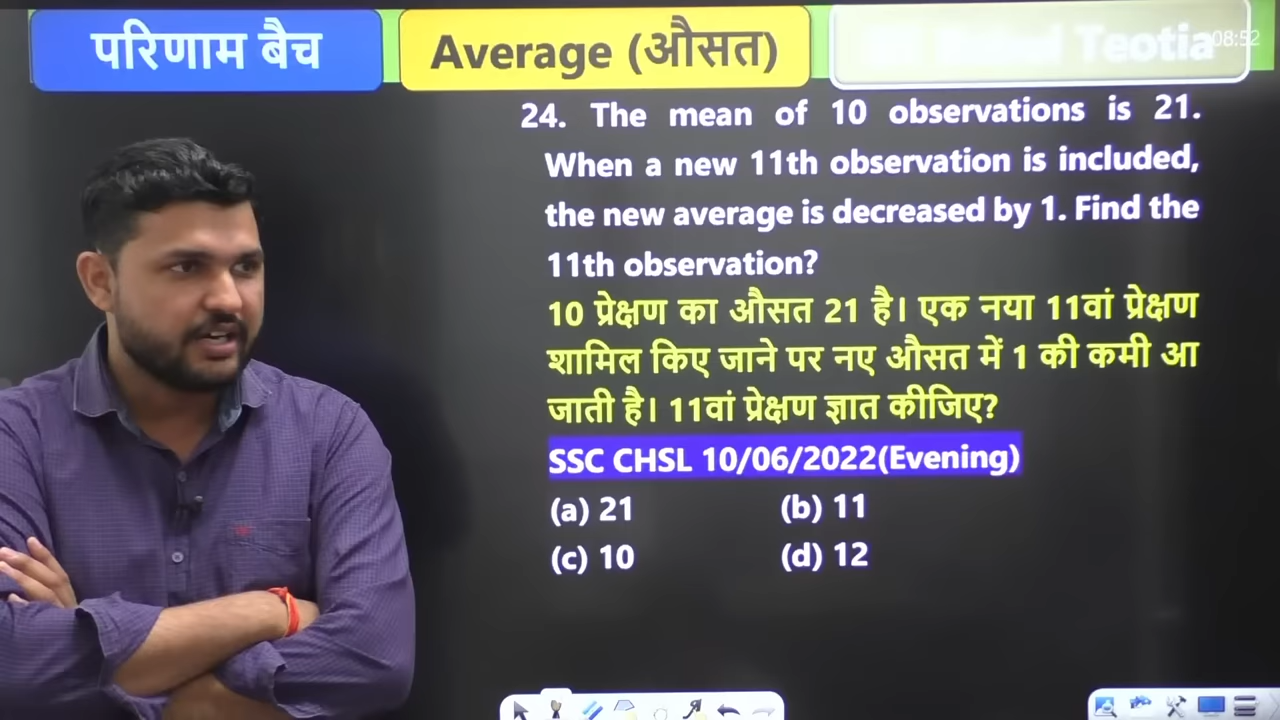 परिणाम बैच
Average (औसत)
Teotia
08:52
24. The mean of 10 observations is 21.
When a new 11th observation is included,
the new average is decreased by 1. Find the
11th observation?
10 प्रेक्षण का औसत 21 है। एक नया 11वां प्रेक्षण
शामिल किए जाने पर नए औसत में 1 की कमी आ
जाती है। 11वां प्रेक्षण ज्ञात कीजिए?
SSC CHSL 10/06/2022(Evening)
(a) 21 (b) 11
(c) 10 (d) 12